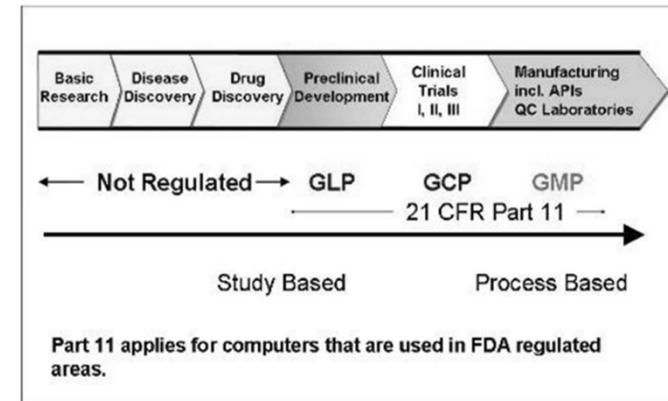 Basic
Research
Disease
Discovery
Drug
Discovery
Preclinical
Development
Clinical
Trials
I, II, III
Manufacturing
incl. APIs
QC Laboratories
Not Regulated
GLP
GCP
GMP
21 CFR Part 11
Study Based
Process Based
Part 11 applies for computers that are used in FDA regulated
areas.